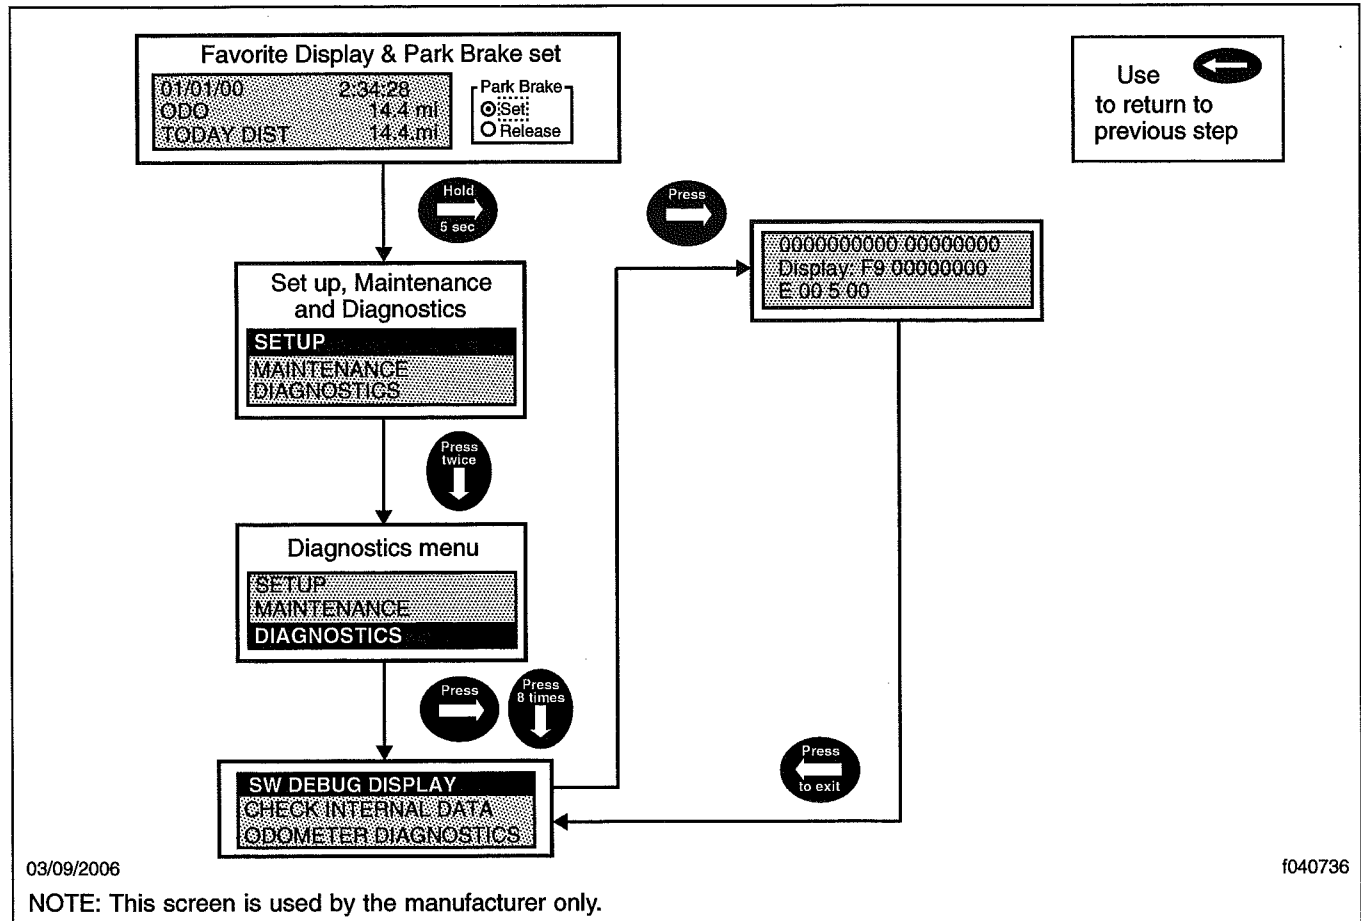 Favorite Display & Park Brake set
01/01/00 2:34:28
ODO 14.4 mi
TODAY DIST 14.4.mi
Park Brake
Set
Release
Use
to return to
previous step
Hold
5 sec
Set up, Maintenance
and Diagnostics
SETUP
MAINTENANCE
DIAGNOSTICS
Press
twice
Diagnostics menu
SETUP
MAINTENANCE
DIAGNOSTICS
Press
Press
8 times
SW DEBUG DISPLAY
CHECK INTERNAL DATA
ODOMETER DIAGNOSTICS
Press
0000000000 00000000
Display: F9 00000000
E 00 5 00
Press
to exit
03/09/2006
f040736
NOTE: This screen is used by the manufacturer only.